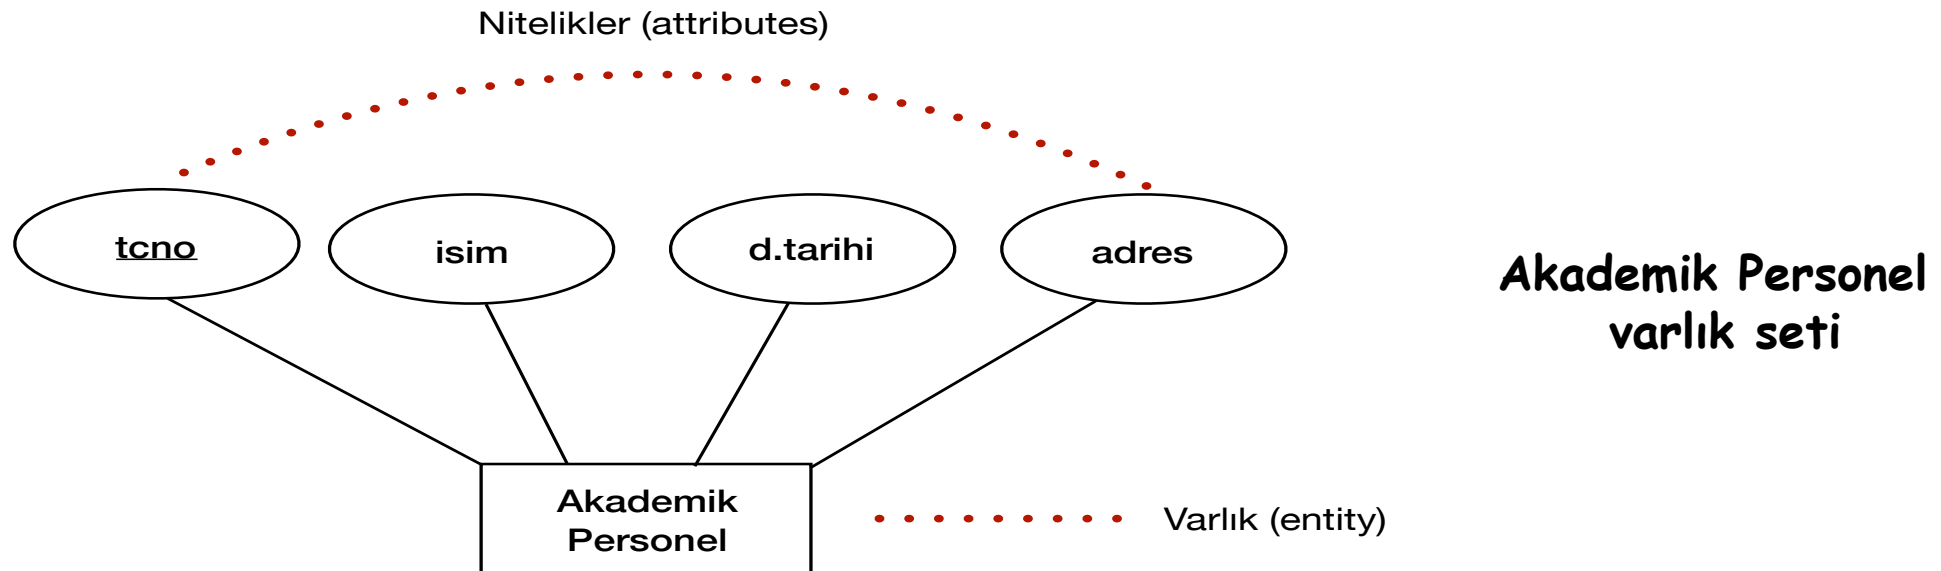 Nitelikler (attributes)
tcno
isim
d.tarihi
adres
Akademik Personel
varlık seti
Akademik
Personel
Varlık (entity)